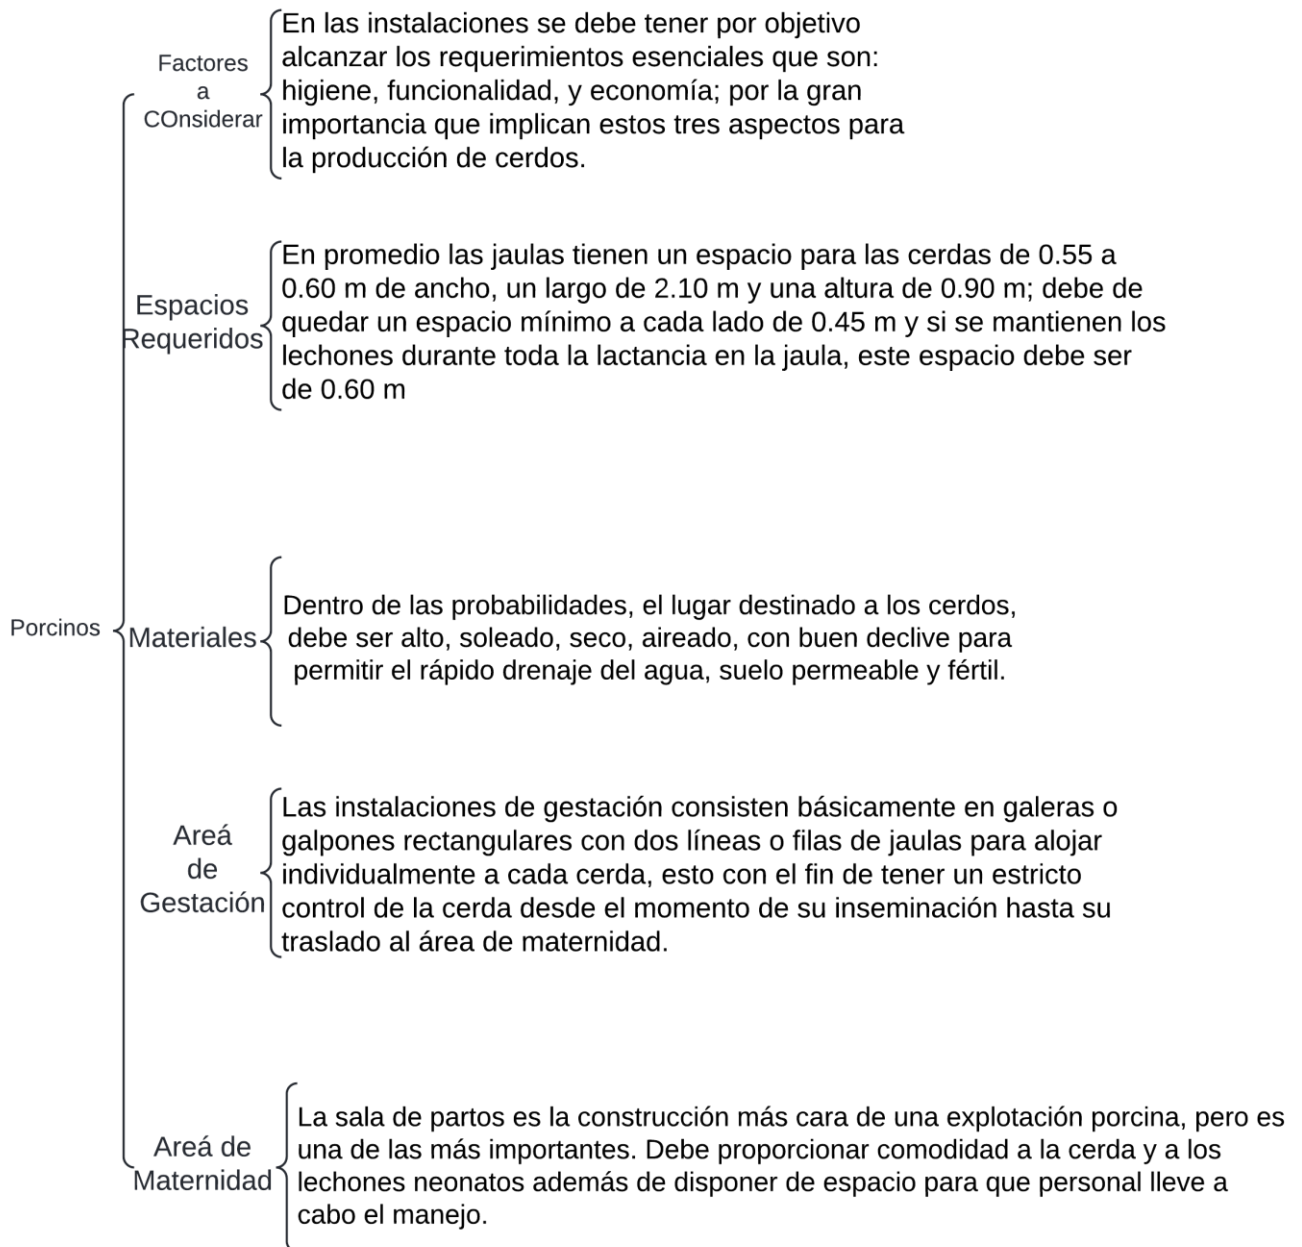 Porcinos
Factores
a
COnsiderar
En las instalaciones se debe tener por objetivo
alcanzar los requerimientos esenciales que son:
higiene, funcionalidad, y economía; por la gran
importancia que implican estos tres aspectos para
la producción de cerdos.
Espacios
Requeridos
En promedio las jaulas tienen un espacio para las cerdas de 0.55 a
0.60 m de ancho, un largo de 2.10 m y una altura de 0.90 m; debe de
quedar un espacio mínimo a cada lado de 0.45 m y si se mantienen los
lechones durante toda la lactancia en la jaula, este espacio debe ser
de 0.60 m
Materiales
Dentro de las probabilidades, el lugar destinado a los cerdos,
debe ser alto, soleado, seco, aireado, con buen declive para
permitir el rápido drenaje del agua, suelo permeable y fértil.
Areá
de
Gestación
Las instalaciones de gestación consisten básicamente en galeras o
galpones rectangulares con dos líneas o filas de jaulas para alojar
individualmente a cada cerda, esto con el fin de tener un estricto
control de la cerda desde el momento de su inseminación hasta su
traslado al área de maternidad.
Areá de
Maternidad
La sala de partos es la construcción más cara de una explotación porcina, pero es
una de las más importantes. Debe proporcionar comodidad a la cerda y a los
lechones neonatos además de disponer de espacio para que personal lleve a
cabo el manejo.